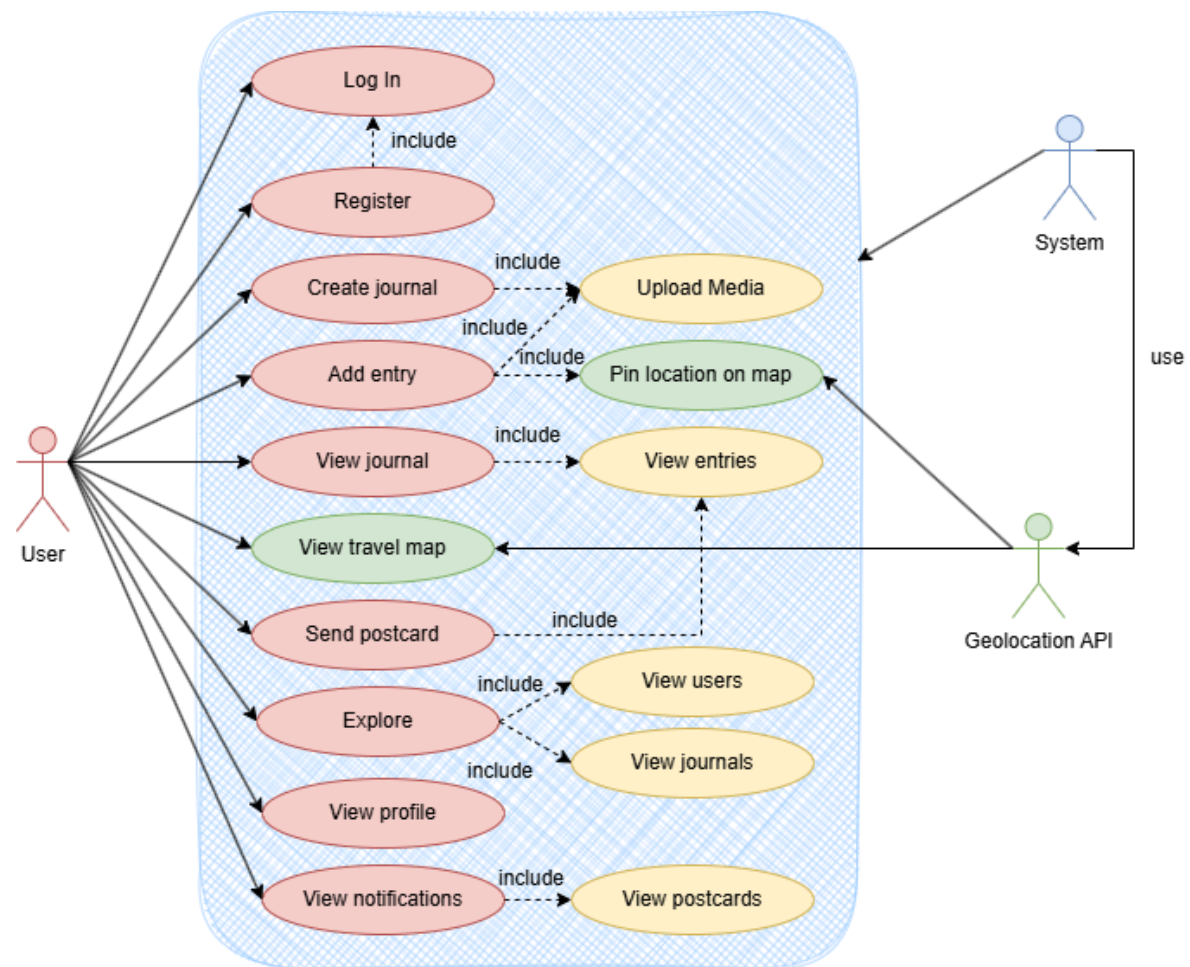 Log In
include
Register
System
include
Create journal
Upload Media
include
include
Add entry
Pin location on map
use
include
View journal
View entries
User
View travel map
include
Send postcard
Geolocation API
include
View users
Explore
include
View journals
View profile
include
View notifications
View postcards